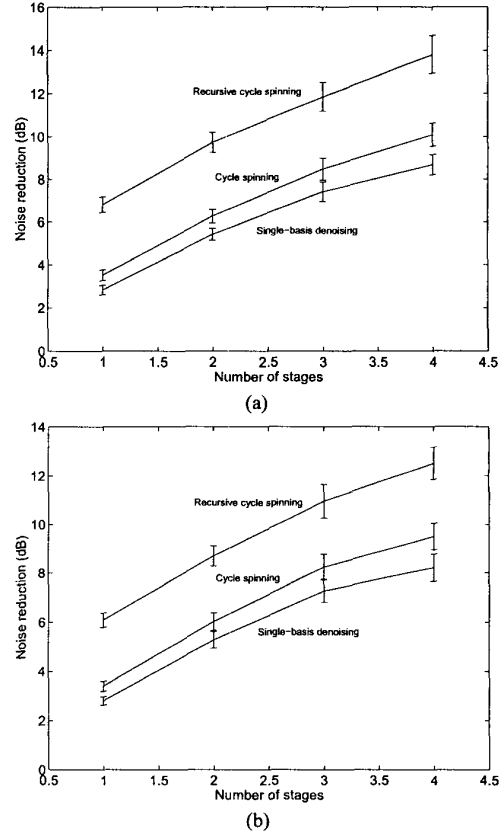 16
14
12
10
8
6
4
2
0
Noise reduction (dB)
Recursive cycle spinning
Cycle spinning
Single-basis denoising
0.5 1 1.5 2 2.5 3 3.5 4 4.5
Number of stages
(a)
14
12
10
8
6
4
2
0
Noise reduction (dB)
Recursive cycle spinning
Cycle spinning
Single-basis denoising
0.5 1 1.5 2 2.5 3 3.5 4 4.5
Number of stages
(b)